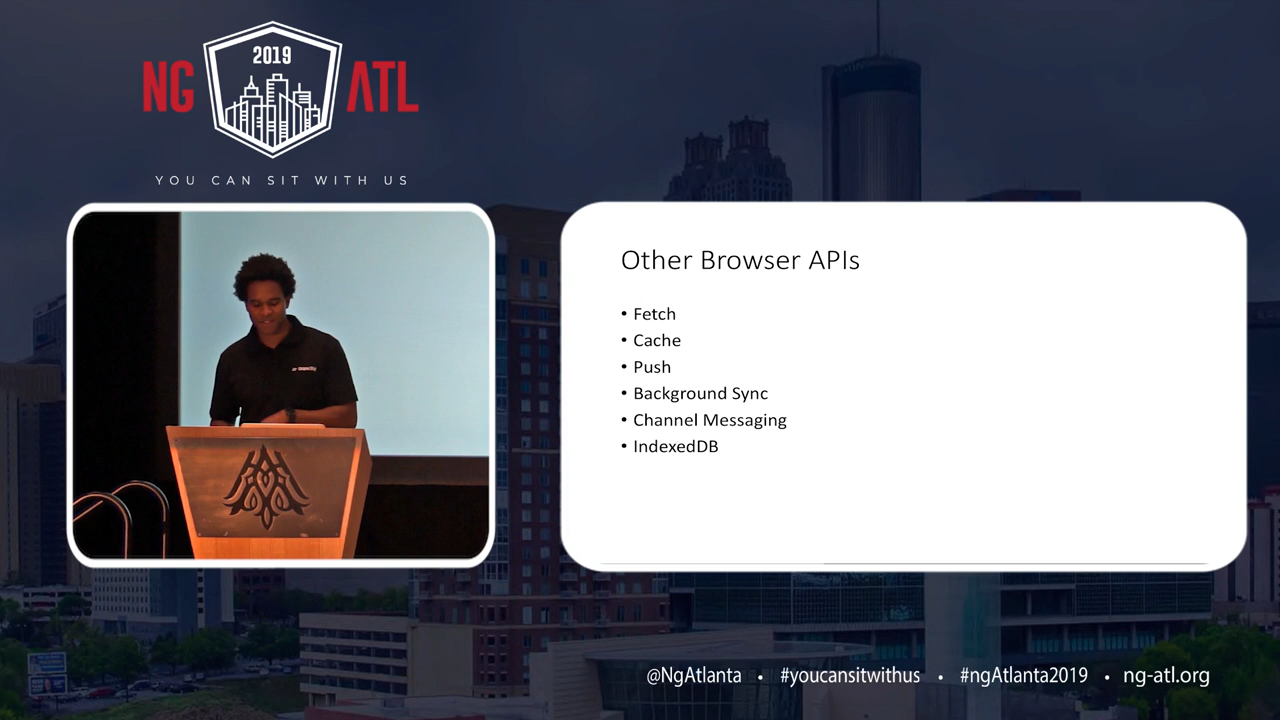 2019
NG ATL
YOU CAN SIT WITH US
Other Browser APIs
• Fetch
• Cache
• Push
• Background Sync
• Channel Messaging
• IndexedDB
@NgAtlanta • #youcansitwithus • #ngAtlanta2019 • ng-atl.org